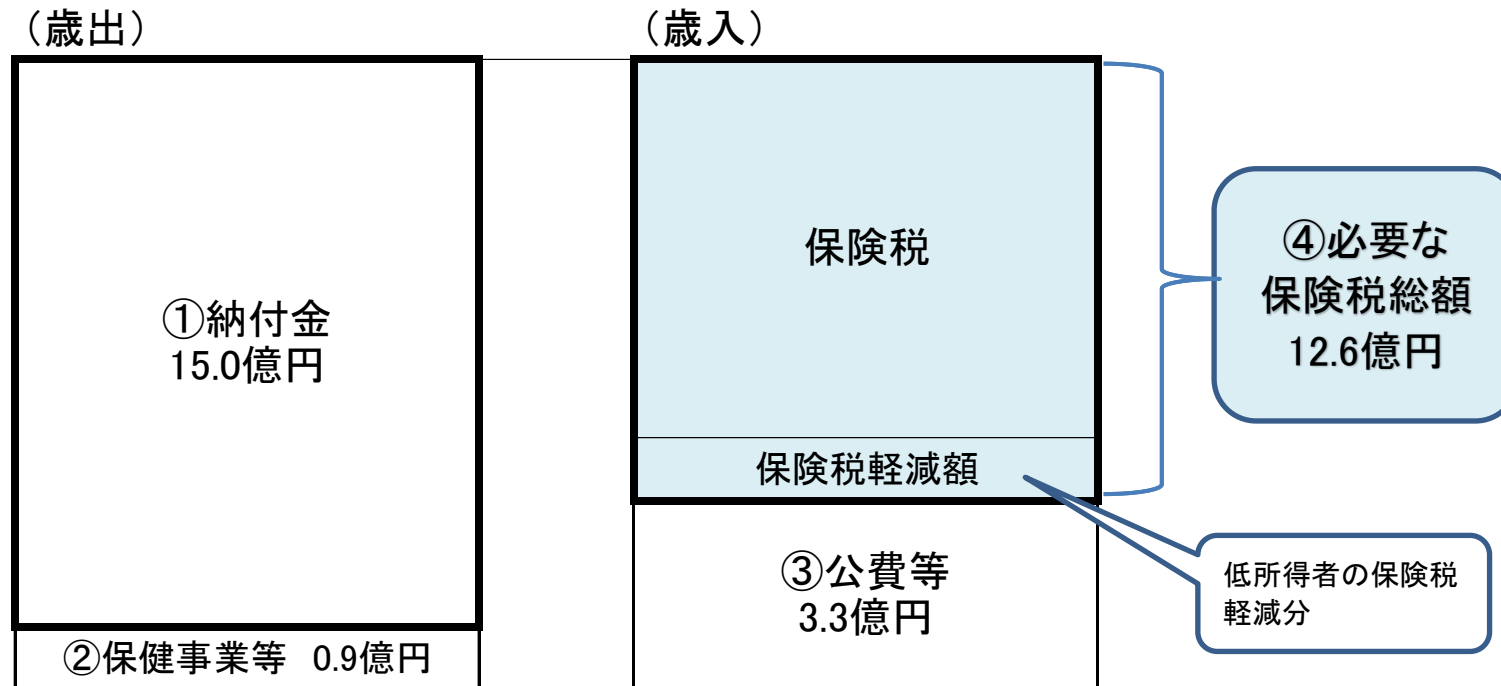 （歳出）
（歳入）
①納付金
15.0億円
②保健事業等　0.9億円
保険税
保険税軽減額
③公費等
3.3億円
④必要な
保険税総額
12.6億円
低所得者の保険税
軽減分